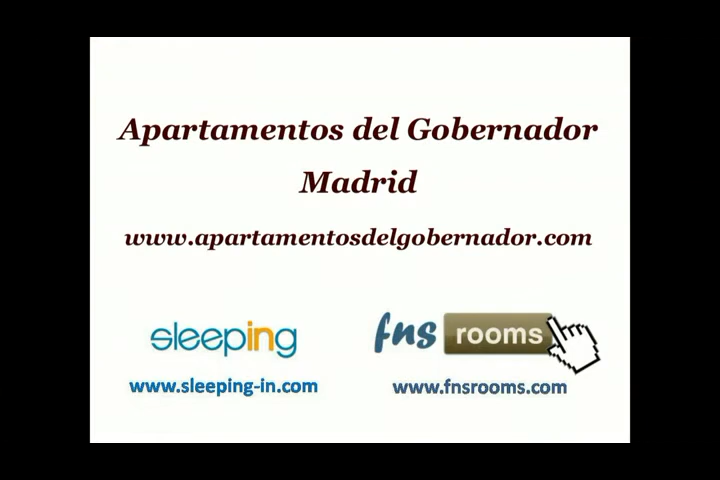 Apartamentos del Gobernador
Madrid
www.apartamentosdelgobernador.com
sleeping
fns rooms
www.sleeping-in.com
www.fnsrooms.com